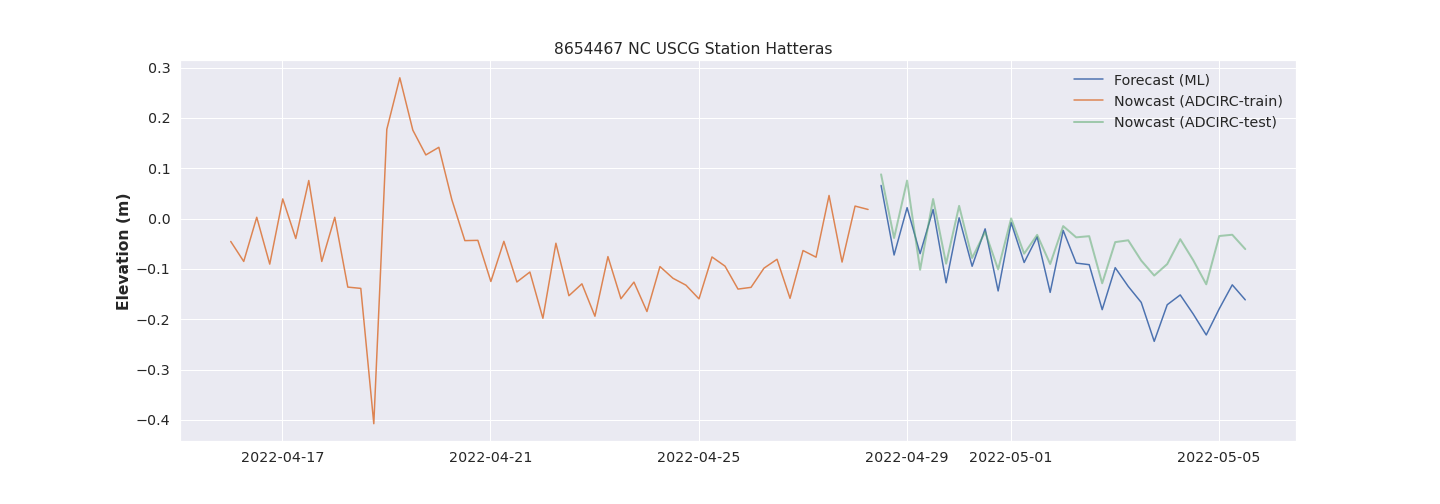 8654467 NC USCG Station Hatteras
Forecast (ML)
Nowcast (ADCIRC-train)
Nowcast (ADCIRC-test)
Elevation (m)
0.3
0.2
0.1
0.0
−0.1
−0.2
−0.3
−0.4
2022-04-17
2022-04-21
2022-04-25
2022-04-29
2022-05-01
2022-05-05